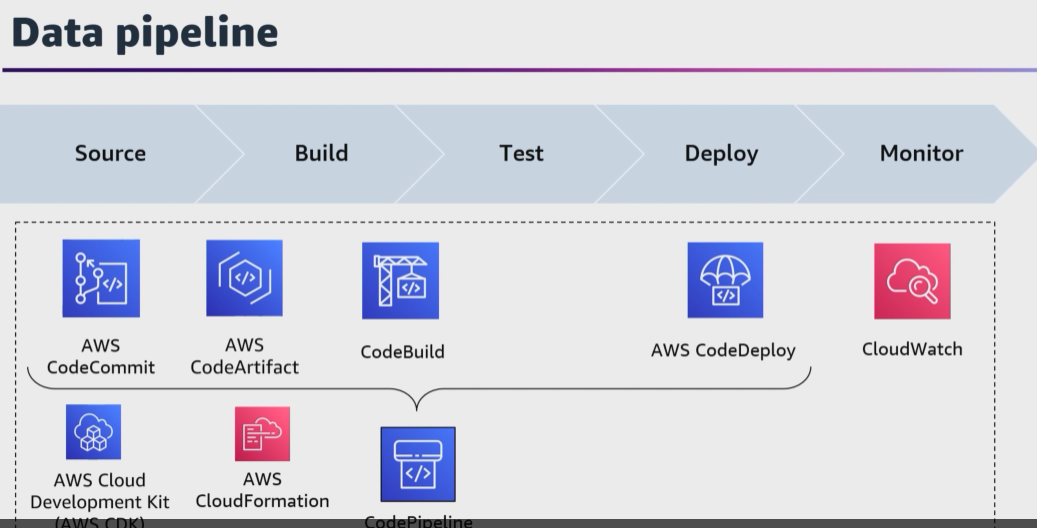 Data pipeline
Source
Build
Test
Deploy
Monitor
AWS
CodeCommit
AWS
CodeArtifact
CodeBuild
AWS CodeDeploy
CloudWatch
AWS Cloud
Development Kit
(AWS CDK)
AWS
CloudFormation
CodePipeline